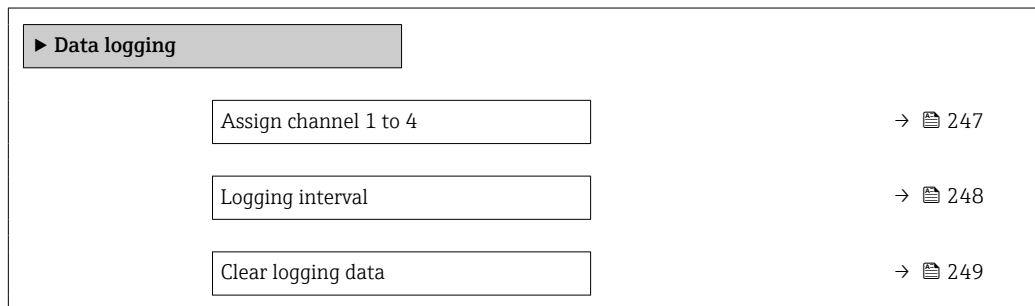 ▶ Data logging
Assign channel 1 to 4 → 247
Logging interval → 248
Clear logging data → 249